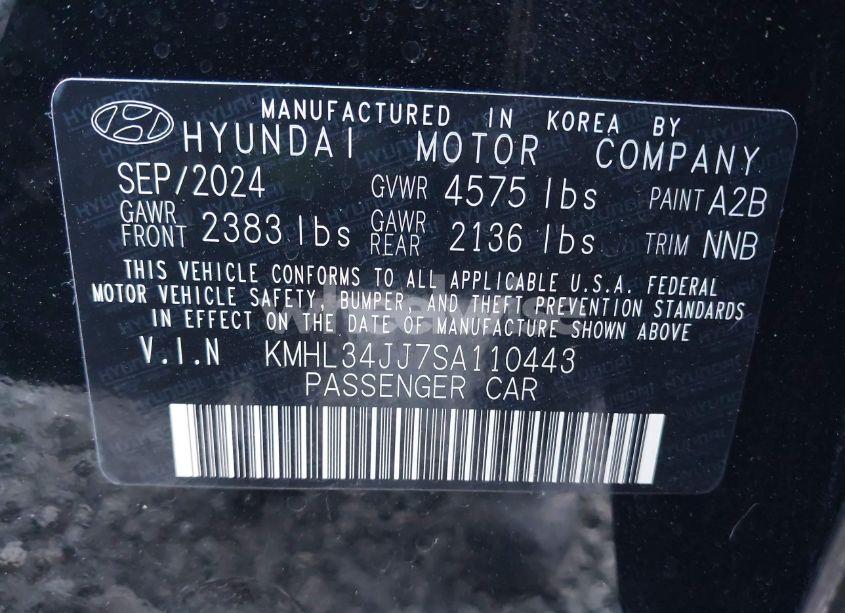 MANUFACTURED IN KOREA BY
HYUNDAI MOTOR COMPANY
SEP/2024 GVWR 4575 lbs PAINT A2B
GAWR FRONT 2383 lbs GAWR REAR 2136 lbs TRIM NNB
THIS VEHICLE CONFORMS TO ALL APPLICABLE U.S.A. FEDERAL
MOTOR VEHICLE SAFETY, BUMPER, AND THEFT PREVENTION STANDARDS
IN EFFECT ON THE DATE OF MANUFACTURE SHOWN ABOVE
V.I.N KMHL34JJ7SA110443
PASSENGER CAR